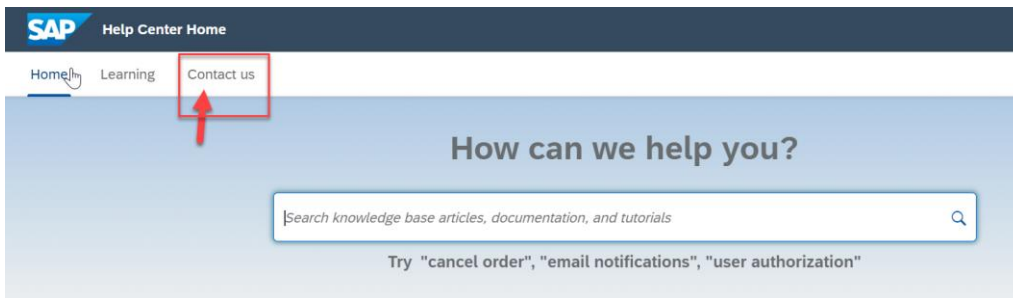 SAP Help Center Home
Home Learning Contact us
How can we help you?
Search knowledge base articles, documentation, and tutorials
Try "cancel order", "email notifications", "user authorization"